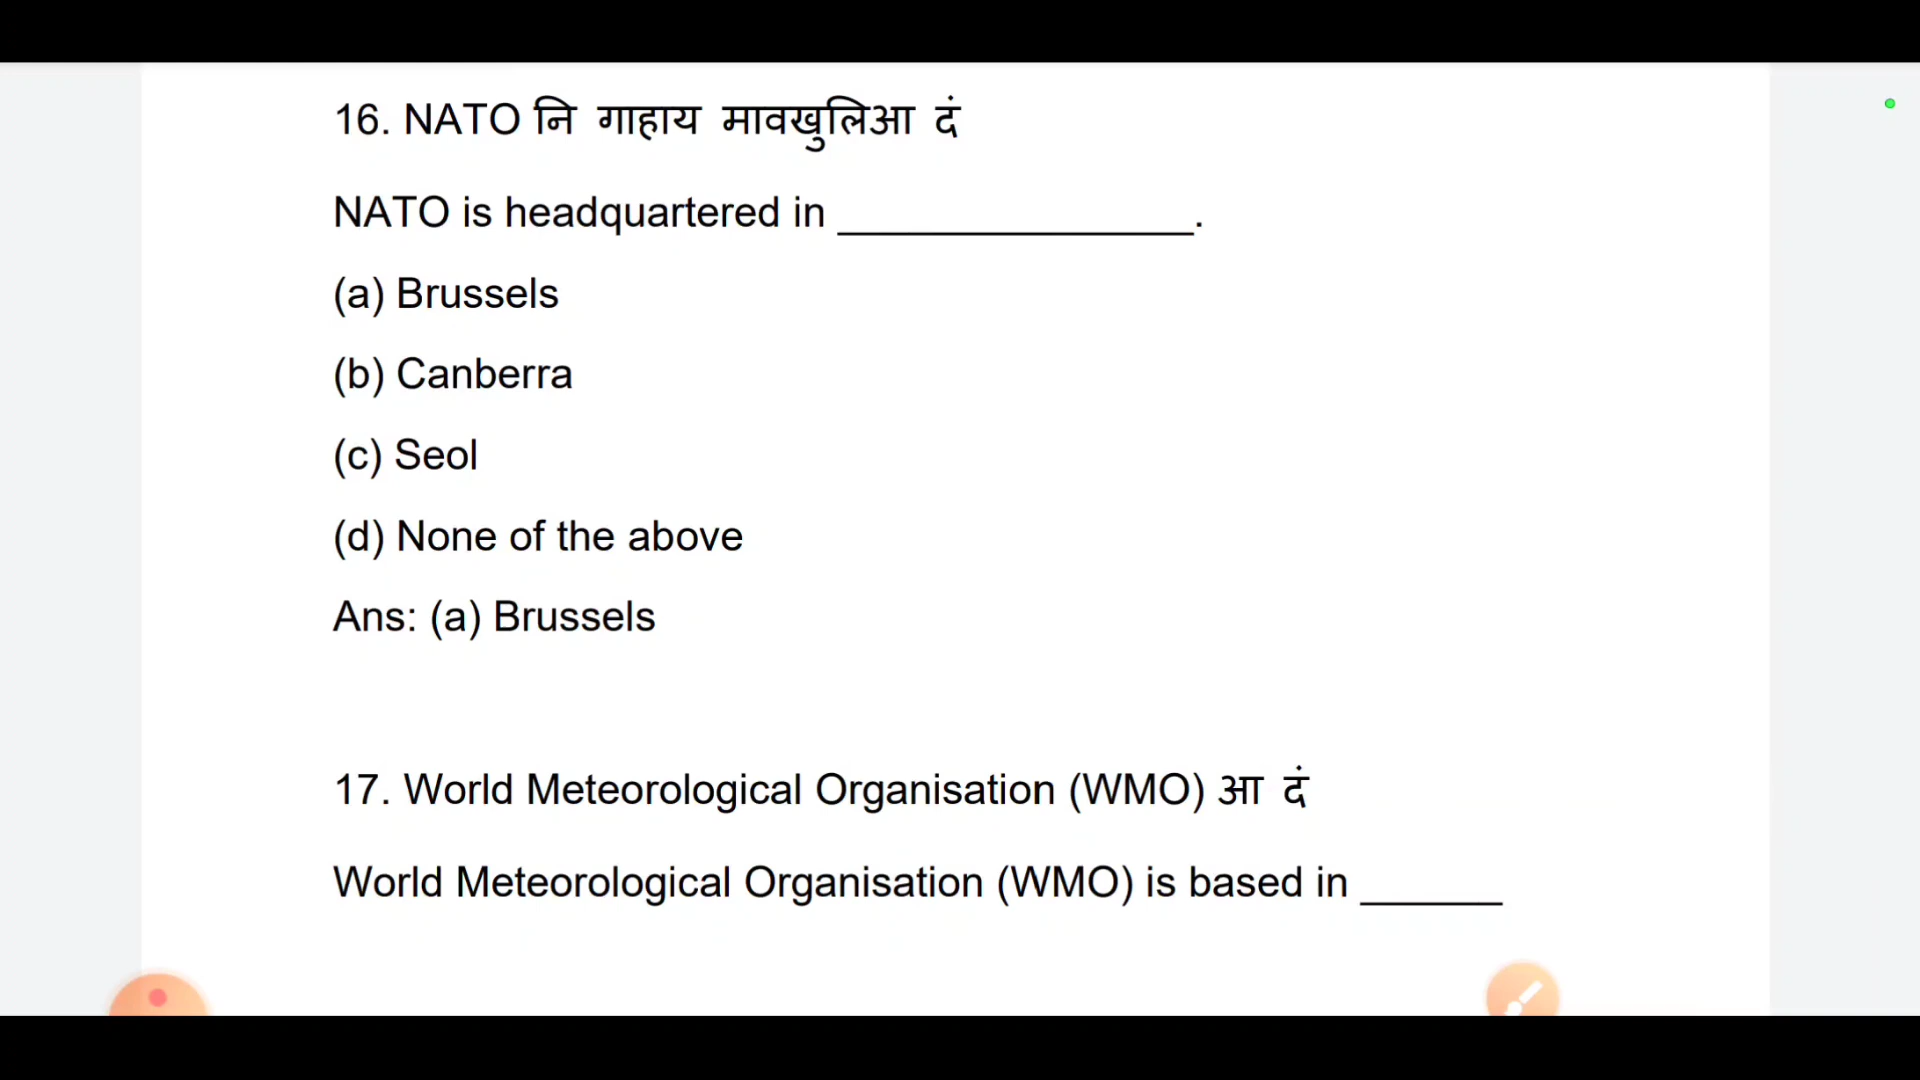 16. NATO नि गाहाय मावखुलिआ दं
NATO is headquartered in _______________.
(a) Brussels
(b) Canberra
(c) Seol
(d) None of the above
Ans: (a) Brussels
17. World Meteorological Organisation (WMO) आ दं
World Meteorological Organisation (WMO) is based in ______